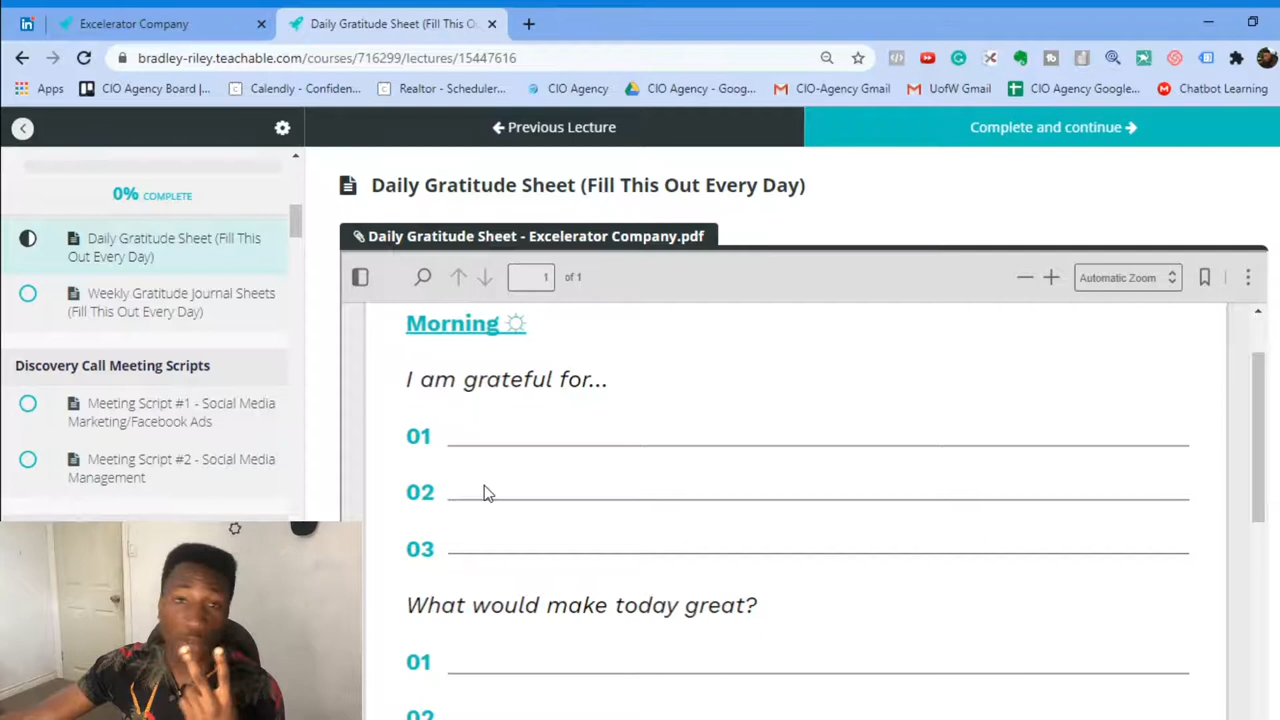 Excelerator Company
Daily Gratitude Sheet (Fill This O
bradley-riley.teachable.com/courses/716299/lectures/15447616
Apps
CIO Agency Board |...
Calendly - Confiden...
Realtor - Scheduler...
CIO Agency
CIO Agency - Goog...
CIO-Agency Gmail
UofW Gmail
CIO Agency Google...
Chatbot Learning
Previous Lecture
Complete and continue
0% COMPLETE
Daily Gratitude Sheet (Fill This
Out Every Day)
Weekly Gratitude Journal Sheets
(Fill This Out Every Day)
Discovery Call Meeting Scripts
Meeting Script #1 - Social Media
Marketing/Facebook Ads
Meeting Script #2 - Social Media
Management
Daily Gratitude Sheet (Fill This Out Every Day)
Daily Gratitude Sheet - Excelerator Company.pdf
1 of 1
Automatic Zoom
Morning
I am grateful for...
01
02
03
What would make today great?
01
02